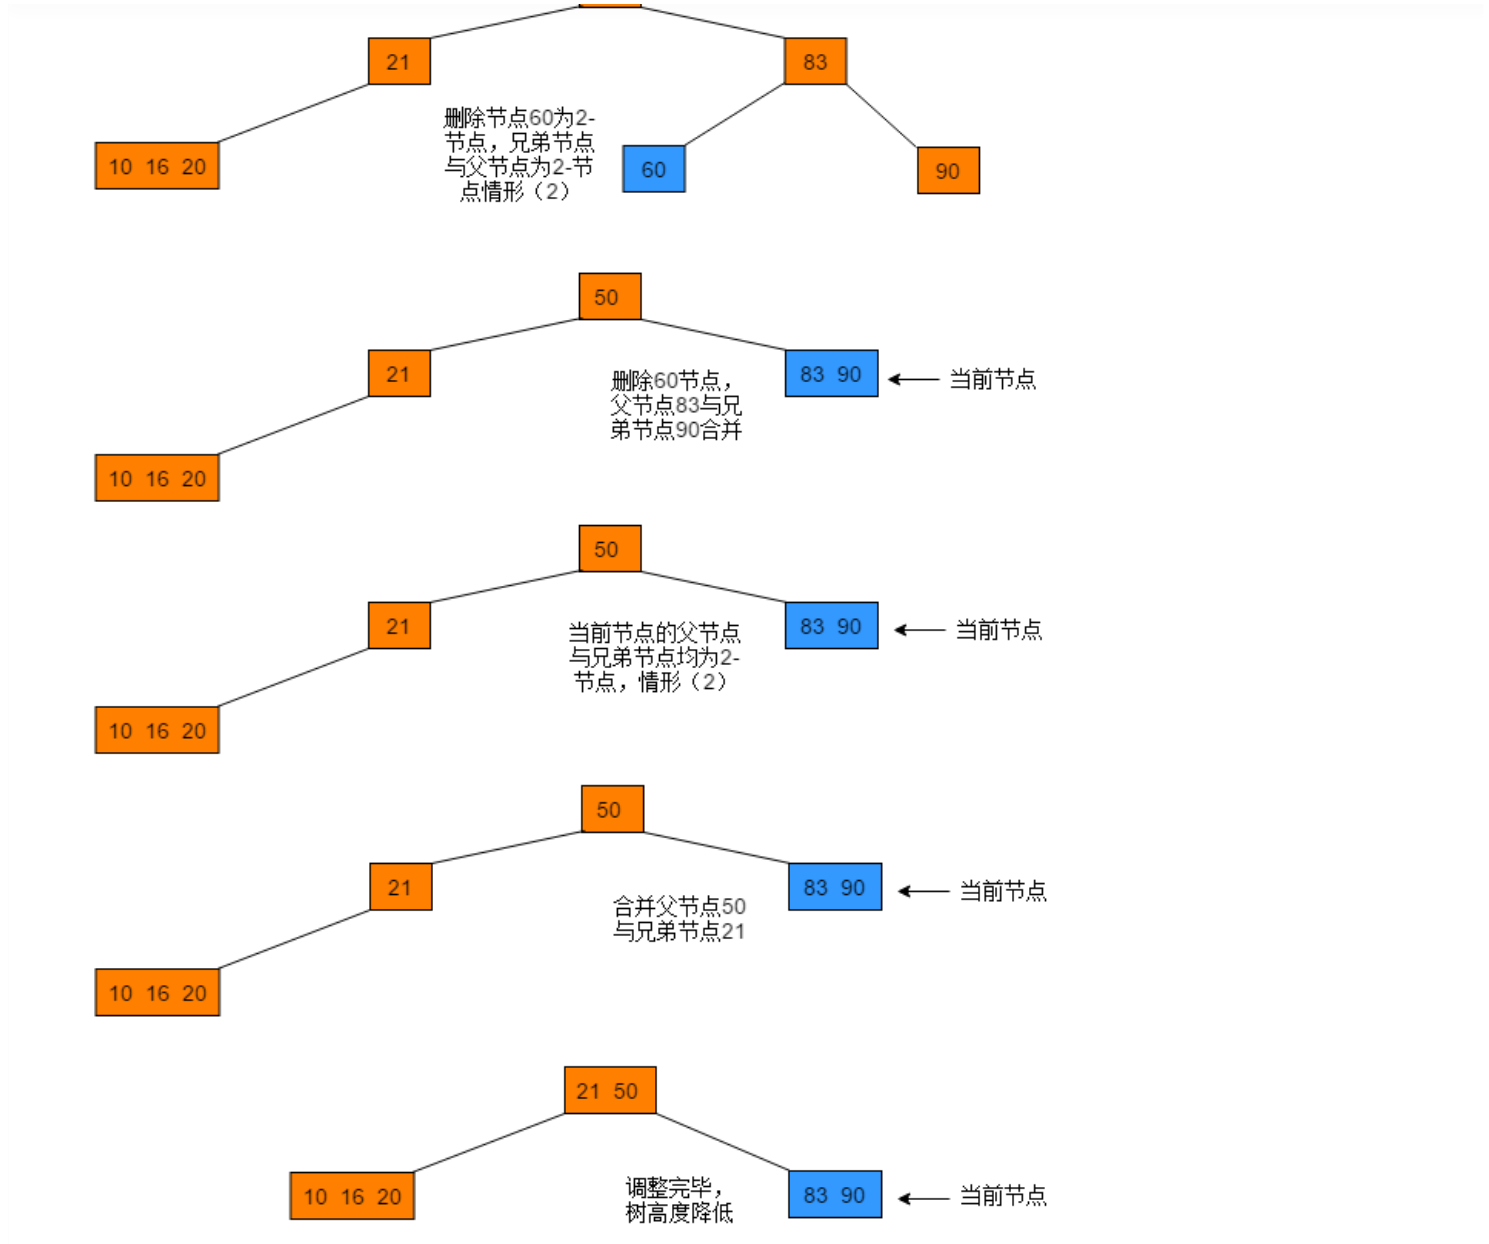 21
83
删除节点60为2-
节点，兄弟节点
与父节点为2-节
点情形（2）
10 16 20
60
90
50
21
83 90
当前节点
删除60节点，
父节点83与兄
弟节点90合并
10 16 20
50
21
83 90
当前节点
当前节点的父节点
与兄弟节点均为2-
节点，情形（2）
10 16 20
50
21
83 90
当前节点
合并父节点50
与兄弟节点21
10 16 20
21 50
10 16 20
调整完毕，
树高度降低
83 90
当前节点